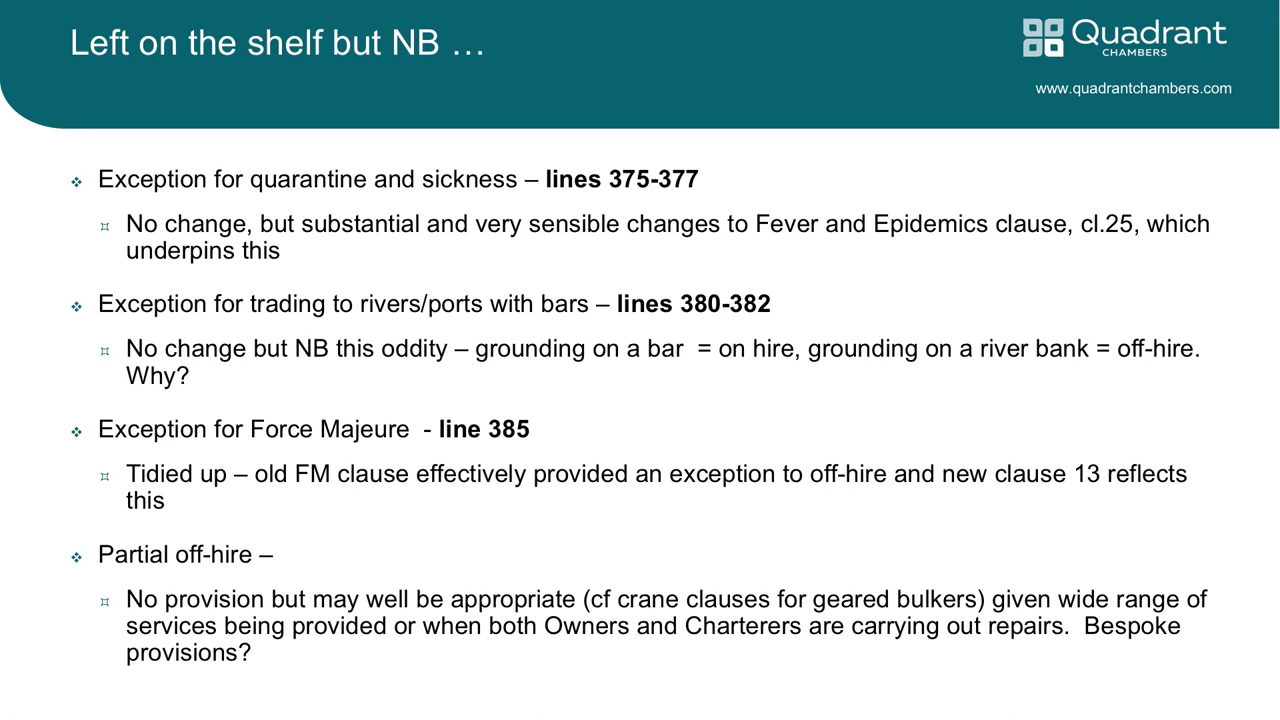 Left on the shelf but NB …
Quadrant
CHAMBERS
www.quadrantchambers.com
Exception for quarantine and sickness – lines 375-377
No change, but substantial and very sensible changes to Fever and Epidemics clause, cl.25, which
underpins this
Exception for trading to rivers/ports with bars – lines 380-382
No change but NB this oddity – grounding on a bar = on hire, grounding on a river bank = off-hire.
Why?
Exception for Force Majeure - line 385
Tidied up – old FM clause effectively provided an exception to off-hire and new clause 13 reflects
this
Partial off-hire –
No provision but may well be appropriate (cf crane clauses for geared bulkers) given wide range of
services being provided or when both Owners and Charterers are carrying out repairs. Bespoke
provisions?